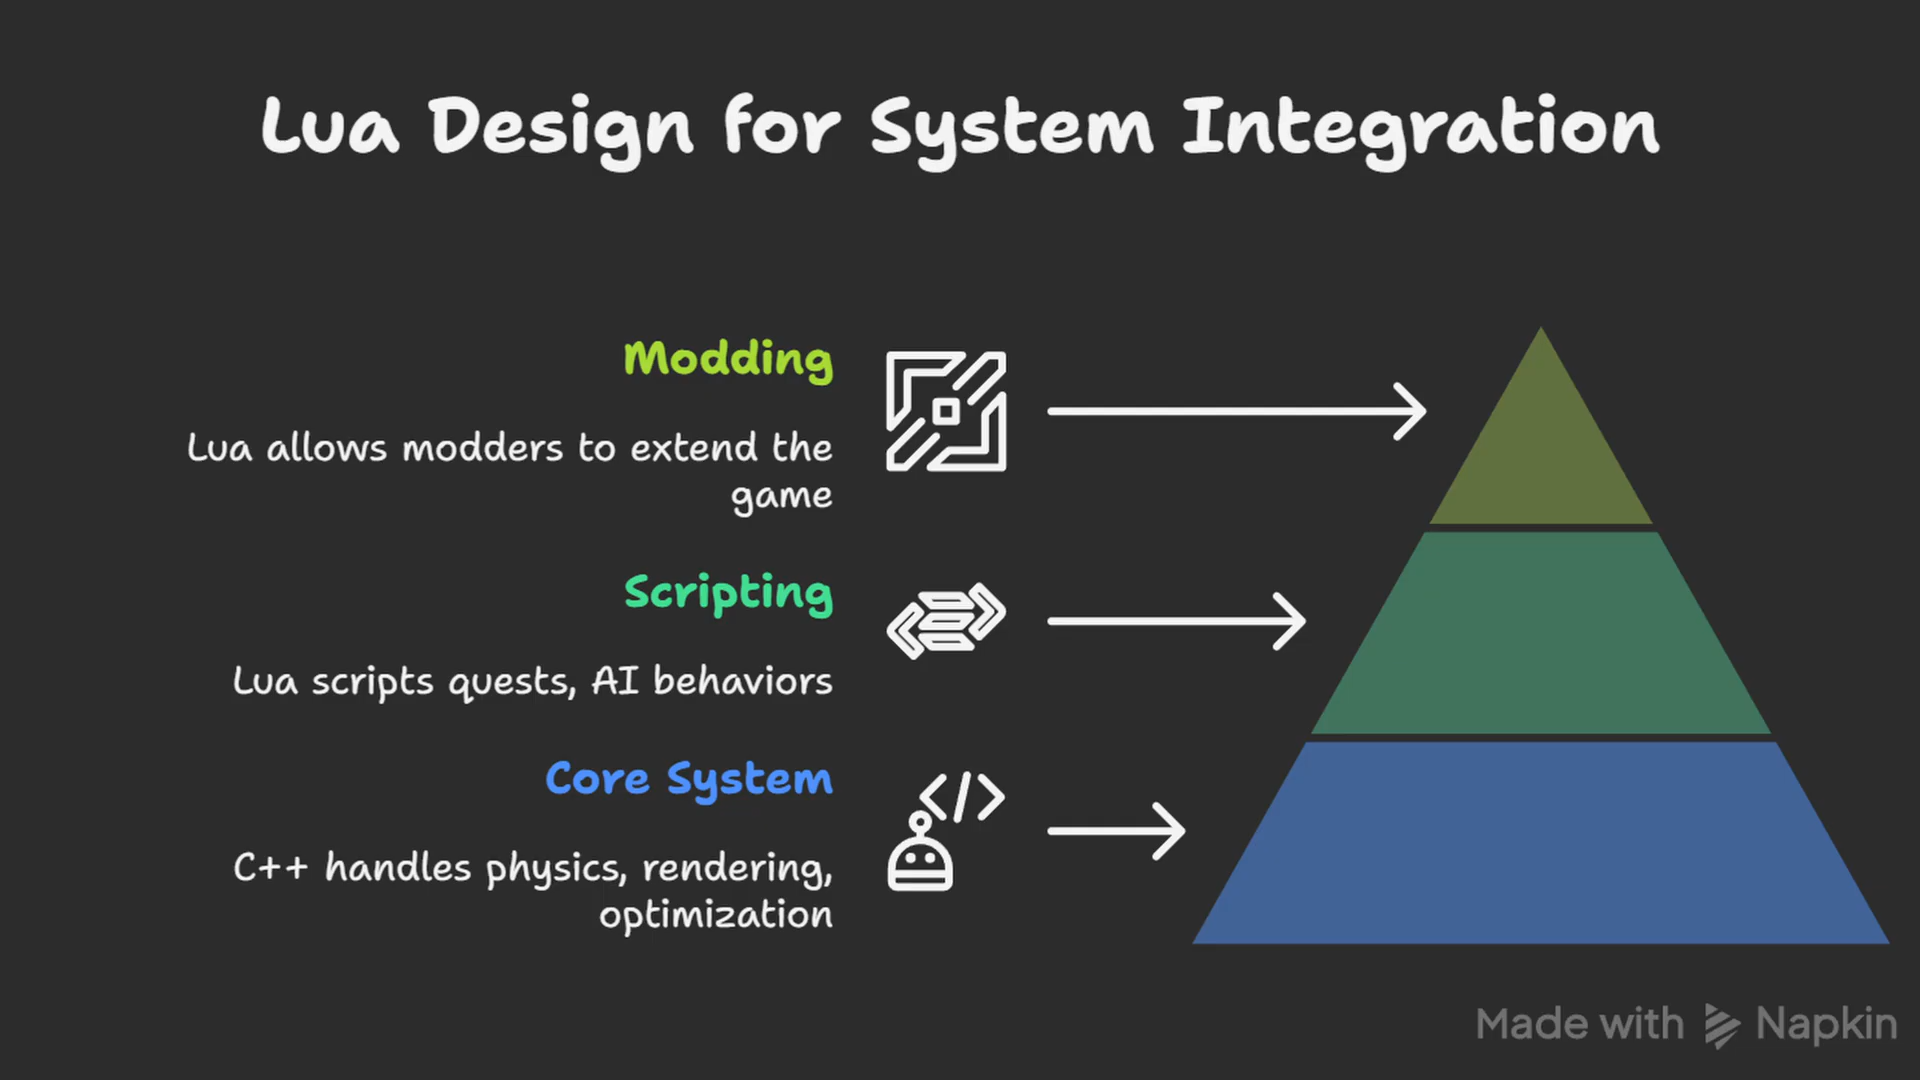 Lua Design for System Integration
Modding
Lua allows modders to extend the
game
Scripting
Lua scripts quests, AI behaviors
Core System
C++ handles physics, rendering,
optimization
Made with Napkin